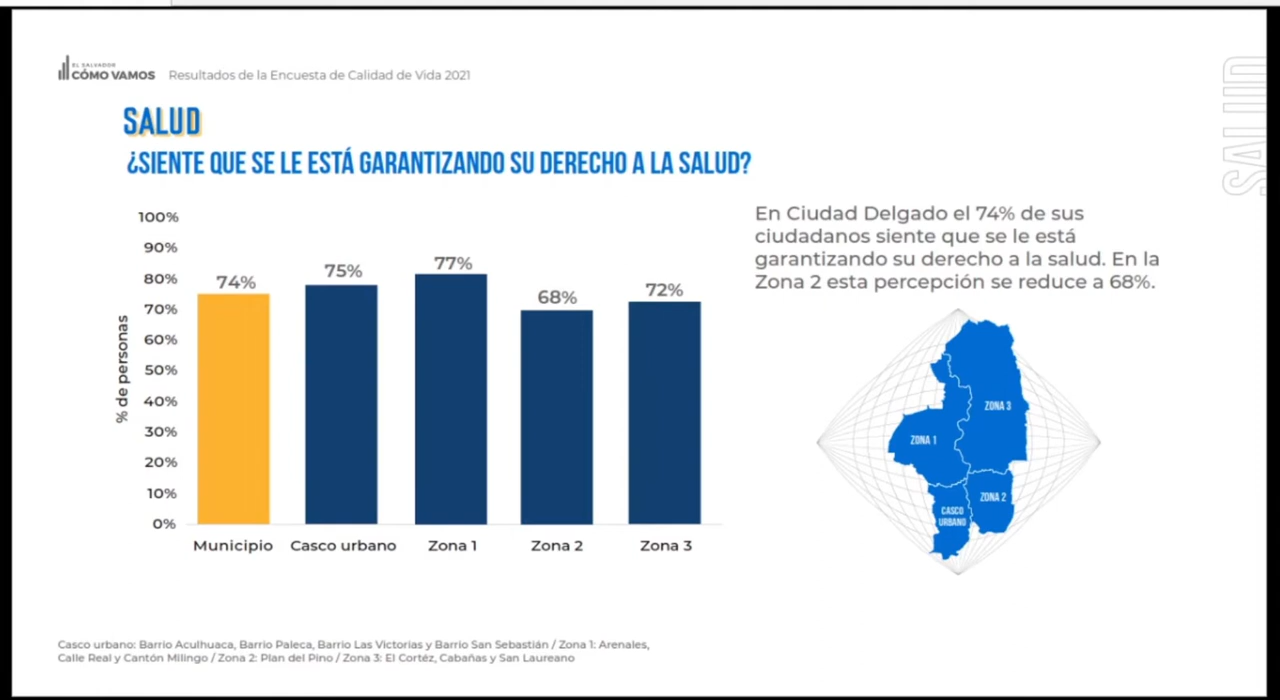 EL SALVADOR
CÓMO VAMOS
Resultados de la Encuesta de Calidad de Vida 2021
SALUD
SALUD
¿SIENTE QUE SE LE ESTÁ GARANTIZANDO SU DERECHO A LA SALUD?
100%
90%
80%
70%
60%
50%
40%
30%
20%
10%
0%
% de personas
74%
75%
77%
68%
72%
Municipio
Casco urbano
Zona 1
Zona 2
Zona 3
En Ciudad Delgado el 74% de sus
ciudadanos siente que se le está
garantizando su derecho a la salud. En la
Zona 2 esta percepción se reduce a 68%.
ZONA 3
ZONA 1
ZONA 2
CASCO
URBANO
Casco urbano: Barrio Aculhuaca, Barrio Paleca, Barrio Las Victorias y Barrio San Sebastián / Zona 1: Arenales,
Calle Real y Cantón Milingo / Zona 2: Plan del Pino / Zona 3: El Cortéz, Cabañas y San Laureano